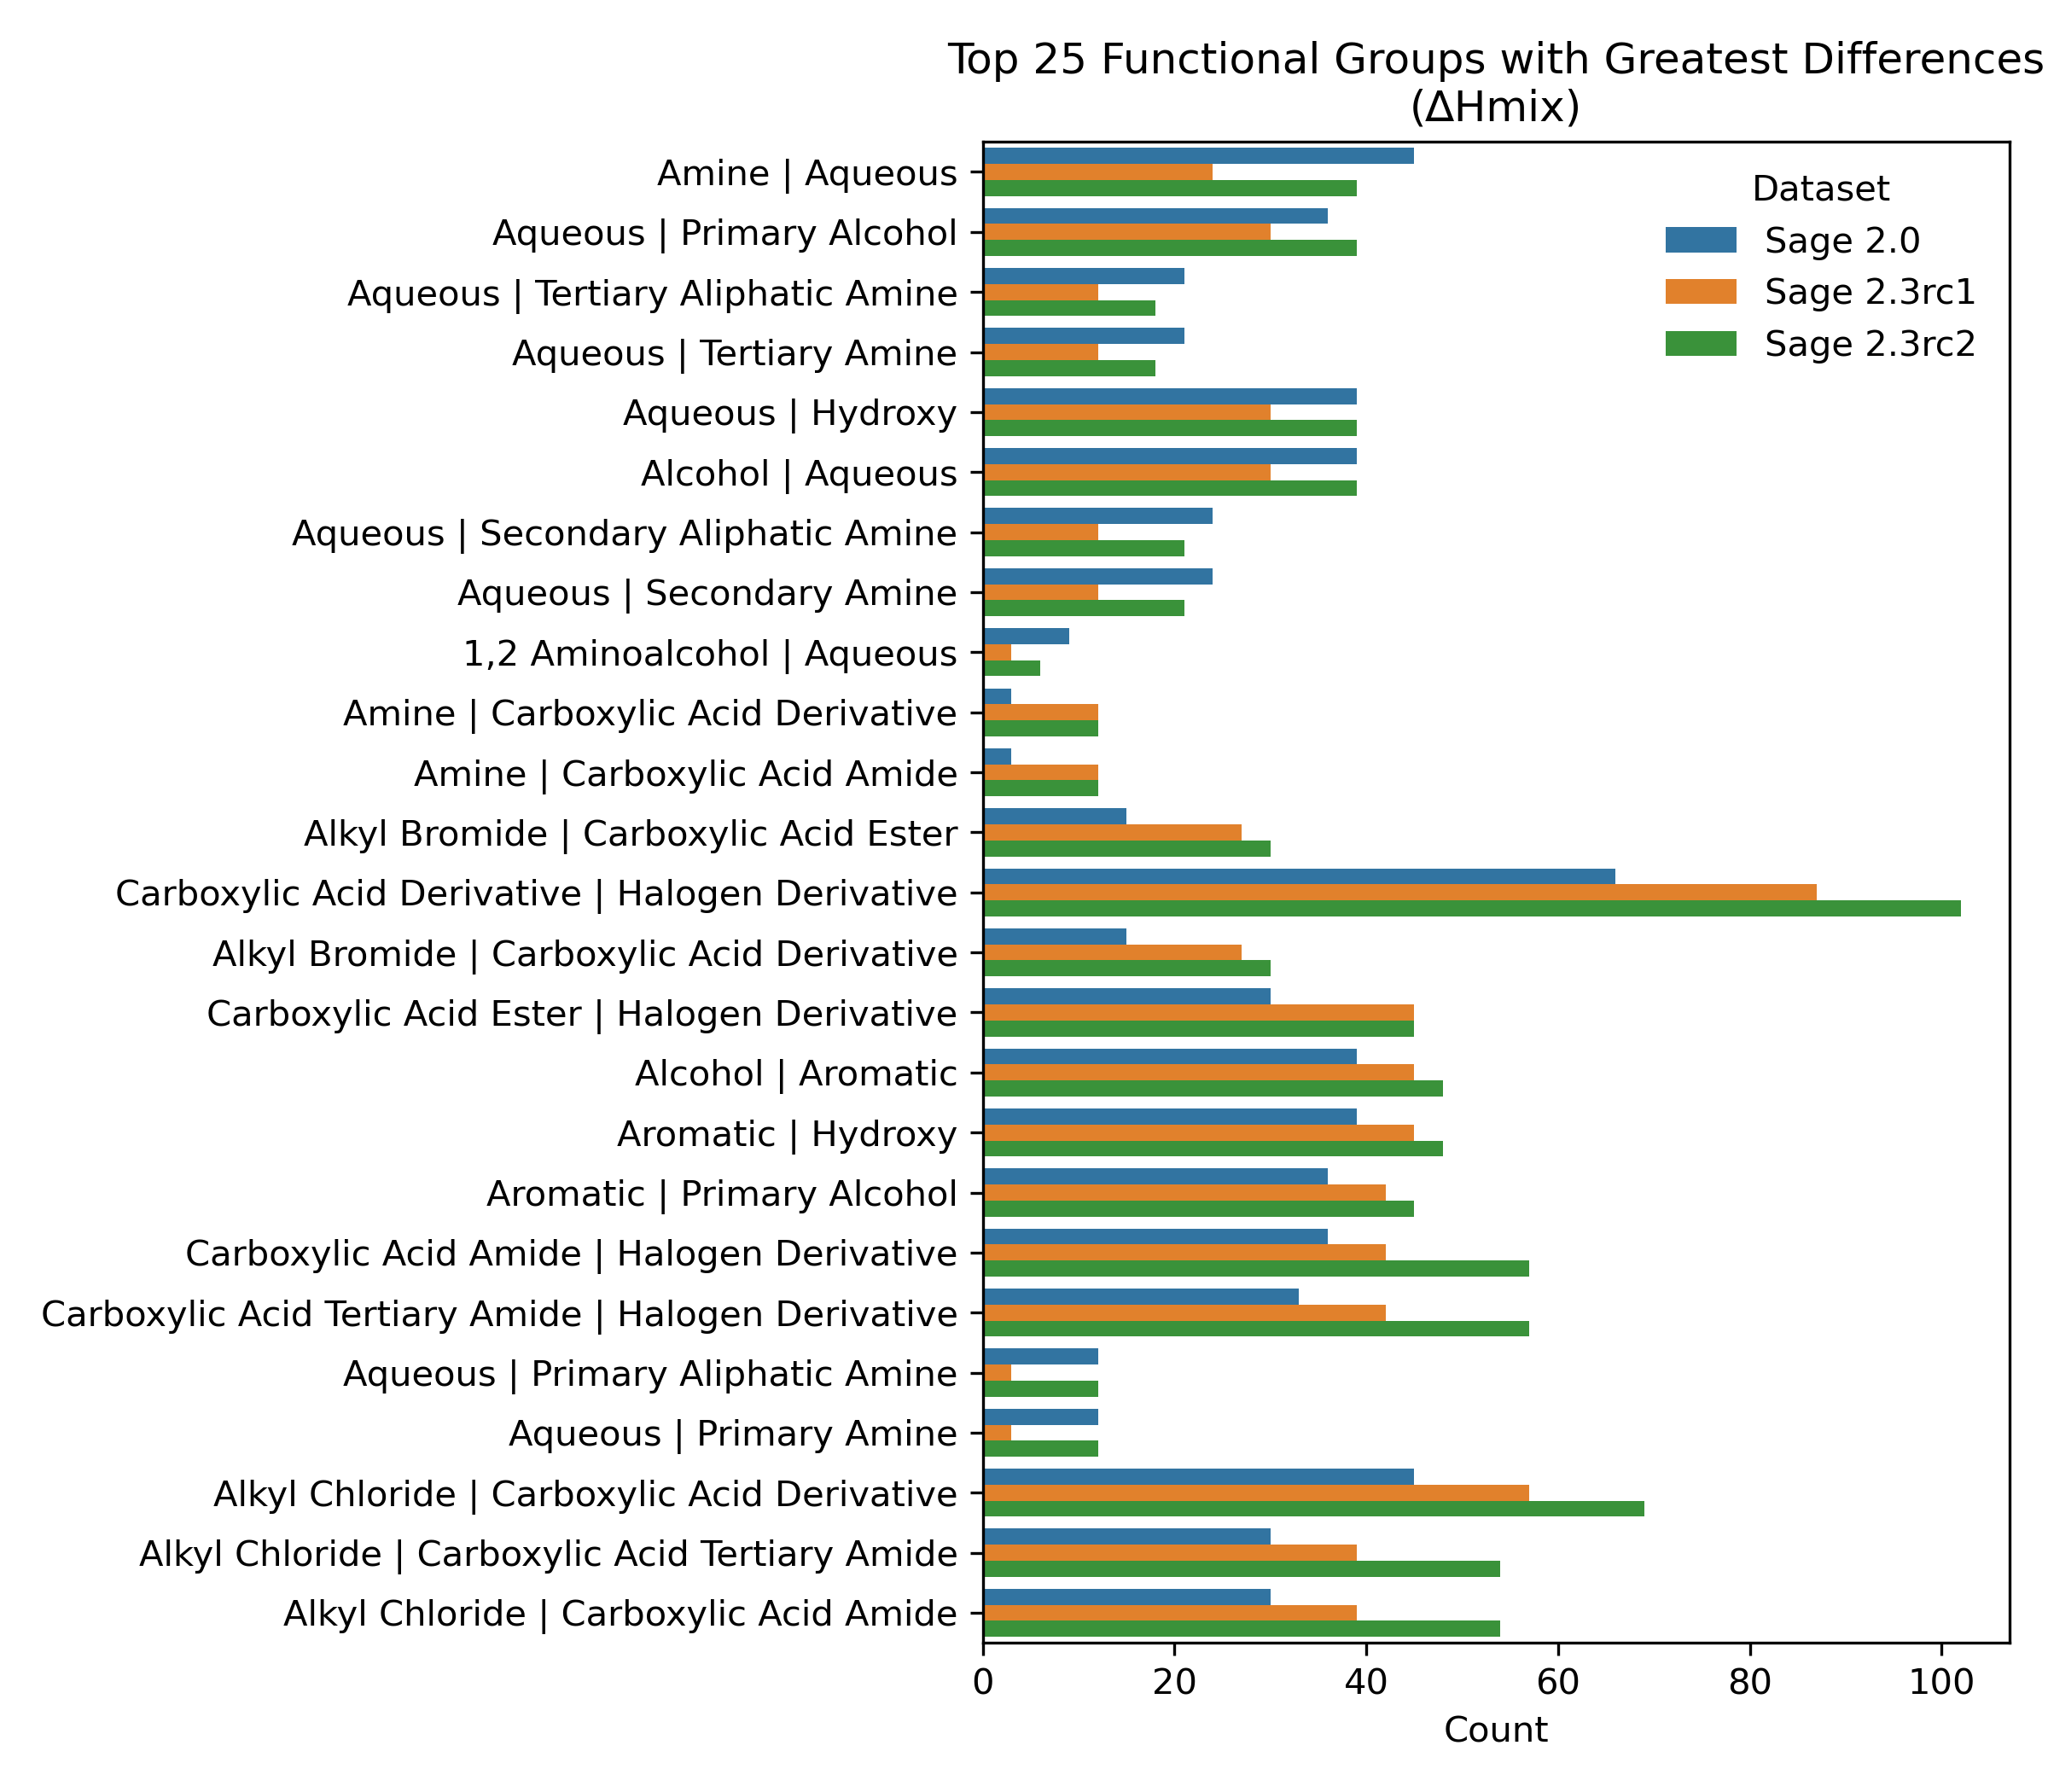 Top 25 Functional Groups with Greatest Differences
(ΔHmix)
Amine | Aqueous
Aqueous | Primary Alcohol
Aqueous | Tertiary Aliphatic Amine
Aqueous | Tertiary Amine
Aqueous | Hydroxy
Alcohol | Aqueous
Aqueous | Secondary Aliphatic Amine
Aqueous | Secondary Amine
1,2 Aminoalcohol | Aqueous
Amine | Carboxylic Acid Derivative
Amine | Carboxylic Acid Amide
Alkyl Bromide | Carboxylic Acid Ester
Carboxylic Acid Derivative | Halogen Derivative
Alkyl Bromide | Carboxylic Acid Derivative
Carboxylic Acid Ester | Halogen Derivative
Alcohol | Aromatic
Aromatic | Hydroxy
Aromatic | Primary Alcohol
Carboxylic Acid Amide | Halogen Derivative
Carboxylic Acid Tertiary Amide | Halogen Derivative
Aqueous | Primary Aliphatic Amine
Aqueous | Primary Amine
Alkyl Chloride | Carboxylic Acid Derivative
Alkyl Chloride | Carboxylic Acid Tertiary Amide
Alkyl Chloride | Carboxylic Acid Amide
Dataset
Sage 2.0
Sage 2.3rc1
Sage 2.3rc2
0 20 40 60 80 100
Count